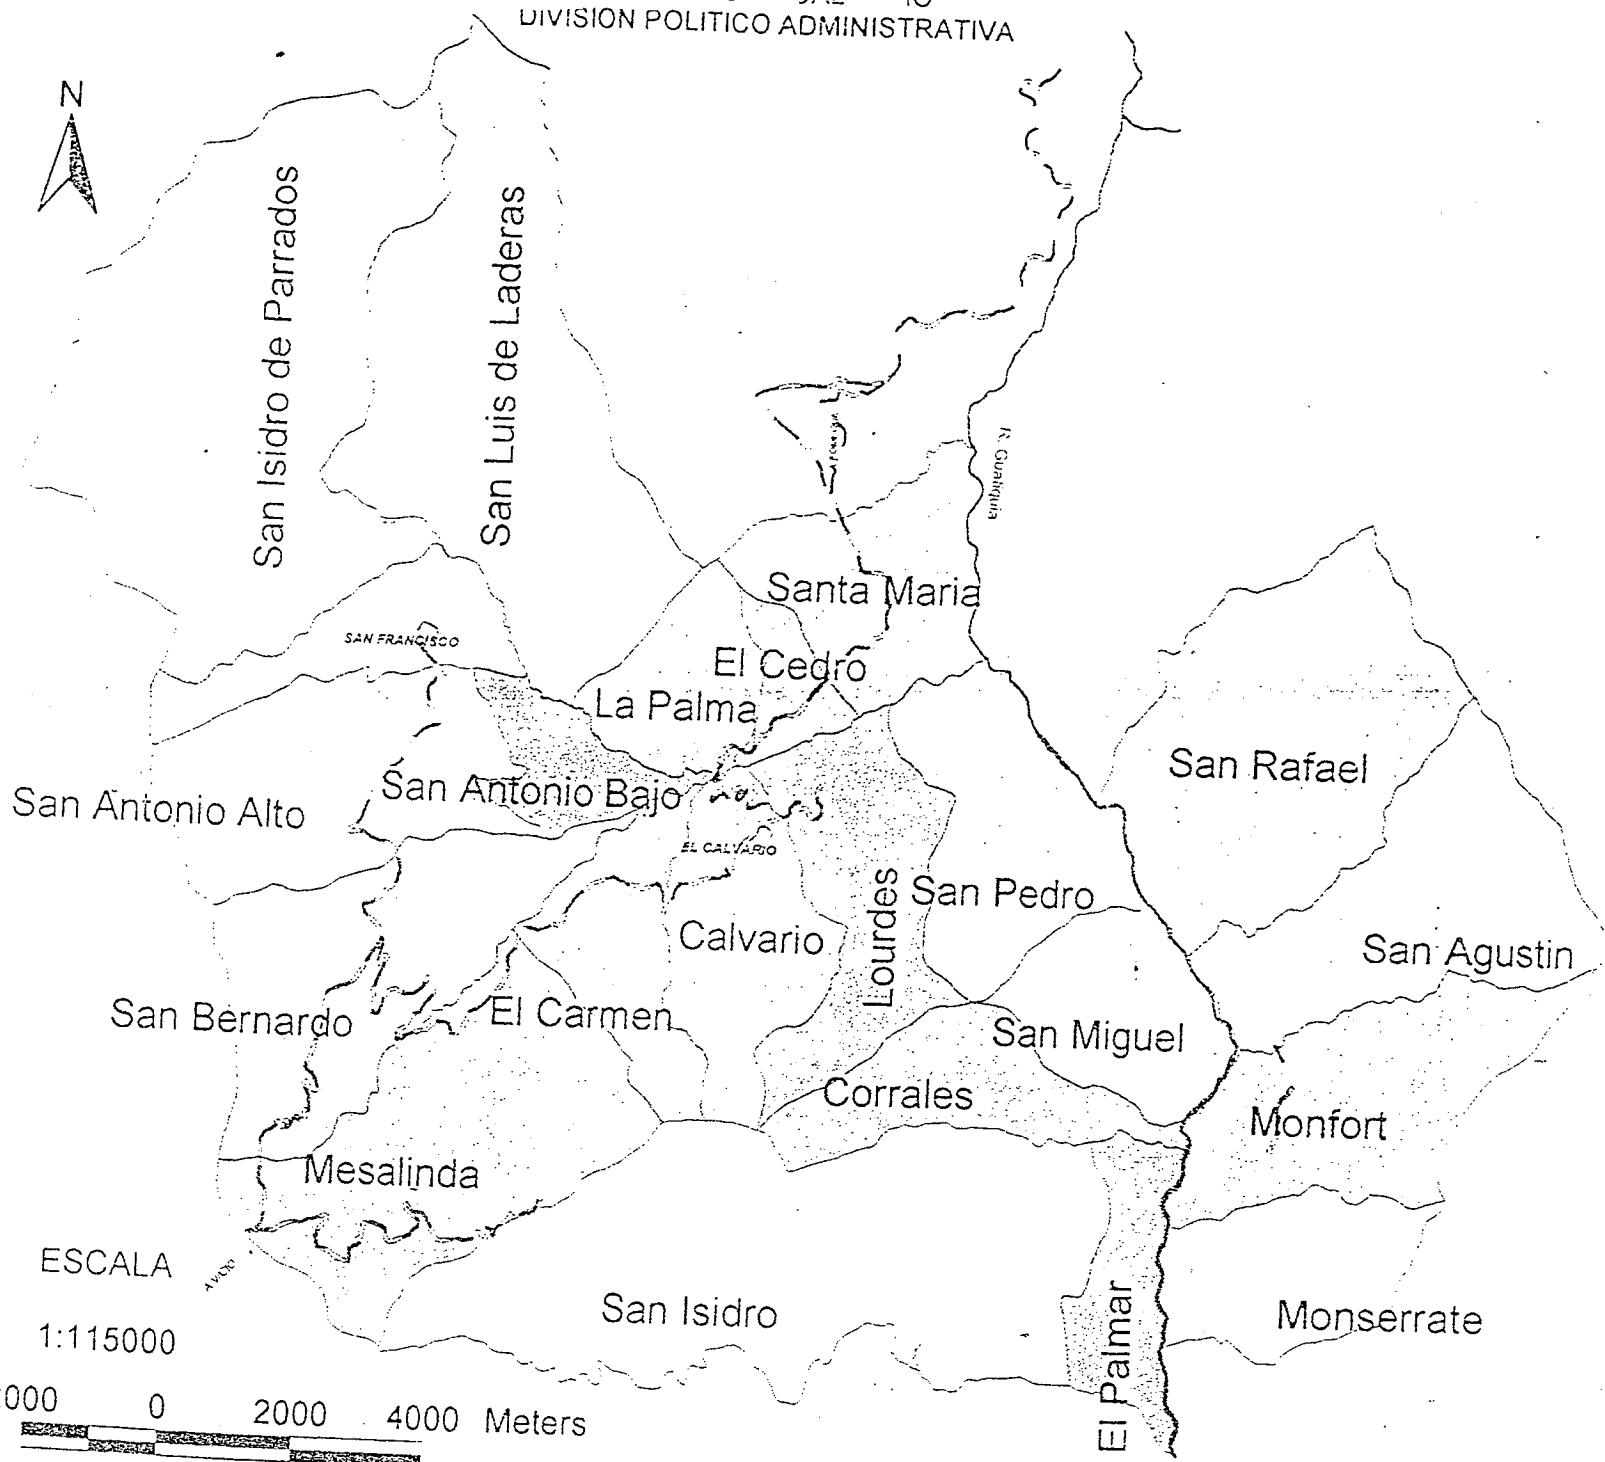 DIVISION POLITICO ADMINISTRATIVA
N
San Isidro de Parrados
San Luis de Laderas
R. Guatiquia
Santa Maria
SAN FRANCISCO
El Cedro
La Palma
San Rafael
San Antonio Bajo
San Antonio Alto
EL CALVARIO
San Pedro
Lourdes
Calvario
San Agustin
San Bernardo
El Carmen
San Miguel
Corrales
Monfort
Mesalinda
ESCALA
San Isidro
El Palmar
Monserrate
1:115000
000 0 2000 4000 Meters